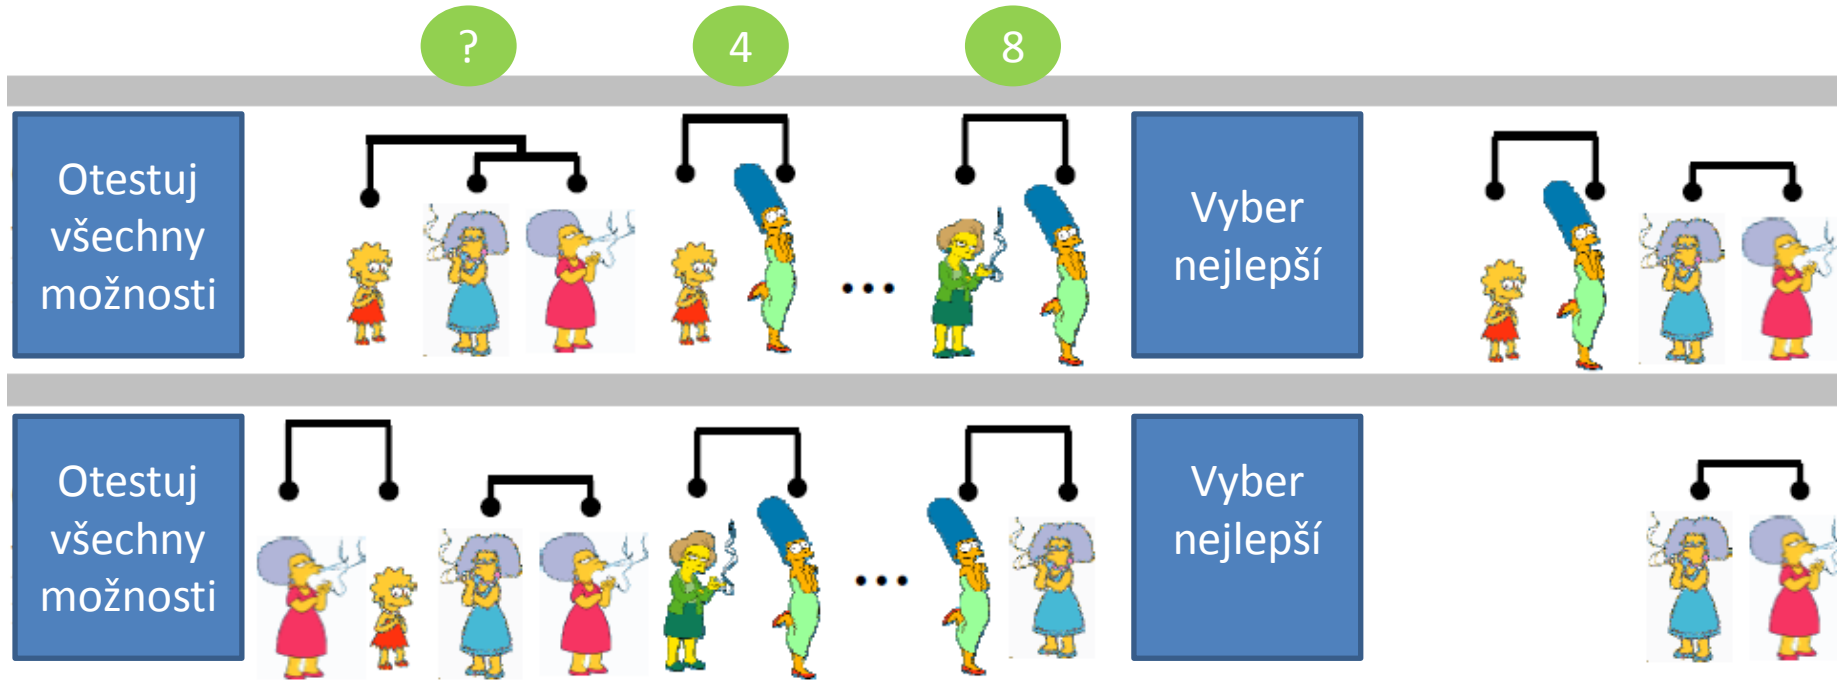 ? 4 8
Otestuj
všechny
možnosti
...
Vyber
nejlepší
Otestuj
všechny
možnosti
...
Vyber
nejlepší